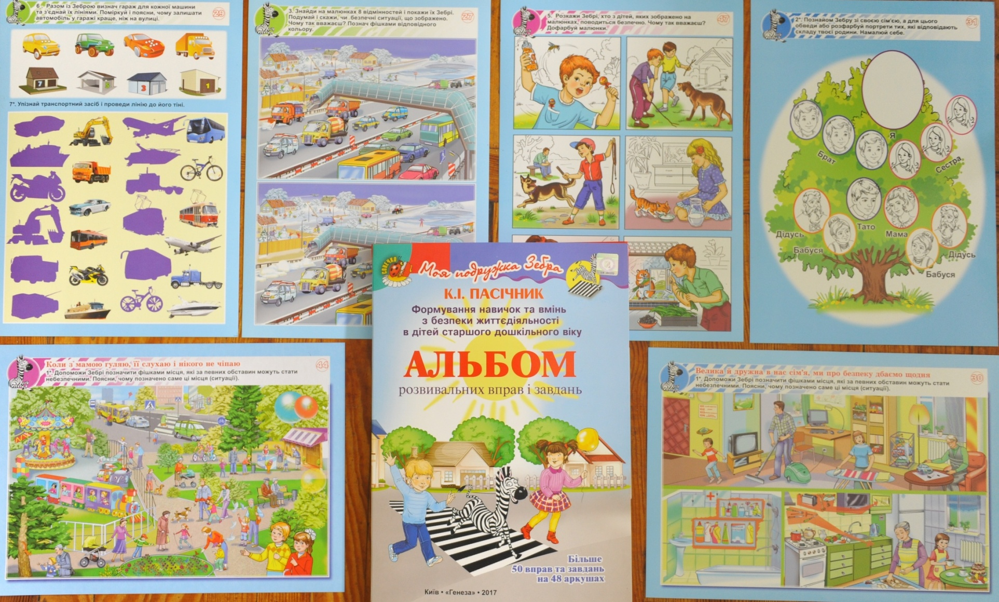 6. Разом із Зеброю визнач гараж для кожної машини
та з'єднай їх лініями. Поміркуй і поясни, чому залишати
автомобіль у гаражі краще, ніж на вулиці.
29
7
5
3
1
7*. Упізнай транспортний засіб і проведи лінію до його тіні.
3. Знайди на малюнках 8 відмінностей і покажи їх Зебрі.
Подумай і скажи, чи безпечні ситуації, що зображено.
Чому так вважаєш? Познач фішками відповідного
кольору.
27
5. Розкажи Зебрі, хто з дітей, яких зображено на
малюнках, поводиться безпечно. Чому так вважаєш?
Дофарбуй малюнки.
47
2*. Познайом Зебру зі своєю сім'єю, а для цього
обведи або розфарбуй портрети тих, які відповідають
складу твоєї родини. Намалюй себе.
31
Я
Брат
Сестра
Тато
Мама
Дідусь
Бабуся
Дідусь
Бабуся
Коли з мамою гуляю, її слухаю і нікого не чіпаю
1*. Допоможи Зебрі позначити фішками місця, які за певних обставин можуть стати
небезпечними. Поясни, чому позначено саме ці місця (ситуації).
44
Сонечко
Моя подружка Зебра
К.І. ПАСІЧНИК
Формування навичок та вмінь
з безпеки життєдіяльності
в дітей старшого дошкільного віку
АЛЬБОМ
розвивальних вправ і завдань
Більше
50 вправ та завдань
на 48 аркушах
Київ • «Генеза» • 2017
Велика й дружна в нас сім'я, ми про безпеку дбаємо щодня
1*. Допоможи Зебрі позначити фішками місця, які за певних обставин можуть стати
небезпечними. Поясни, чому позначено саме ці місця (ситуації).
30